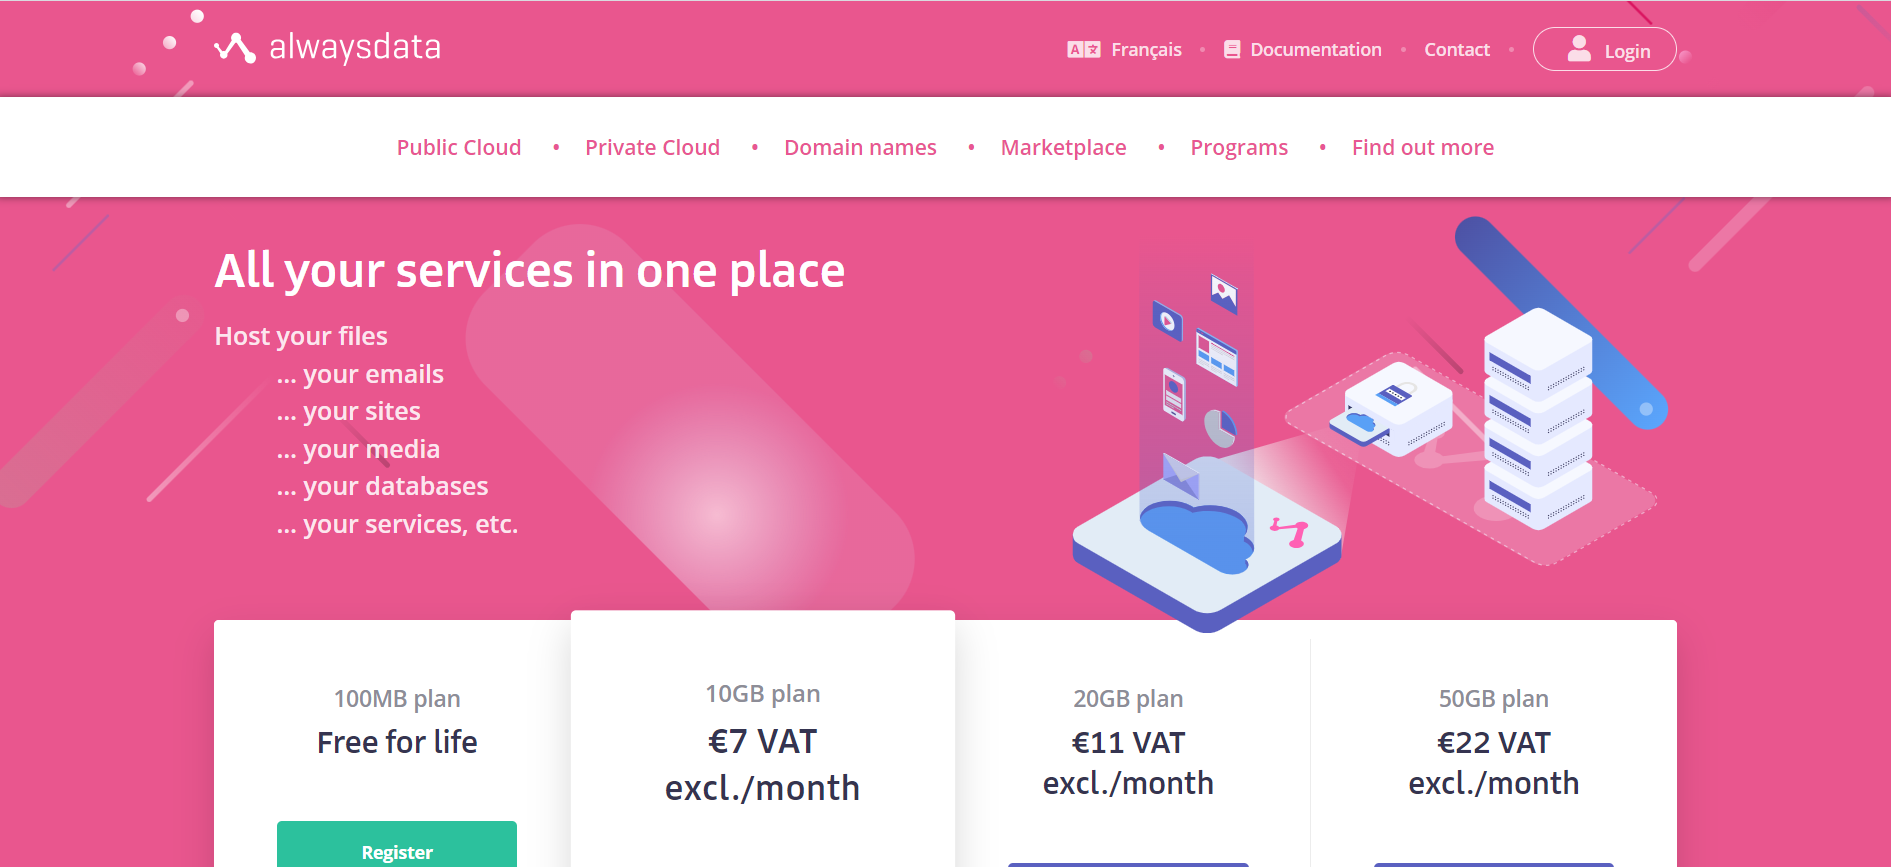 alwaysdata
Français • Documentation • Contact • Login
Public Cloud • Private Cloud • Domain names • Marketplace • Programs • Find out more
All your services in one place
Host your files
... your emails
... your sites
... your media
... your databases
... your services, etc.
100MB plan
Free for life
Register
10GB plan
€7 VAT
excl./month
20GB plan
€11 VAT
excl./month
50GB plan
€22 VAT
excl./month